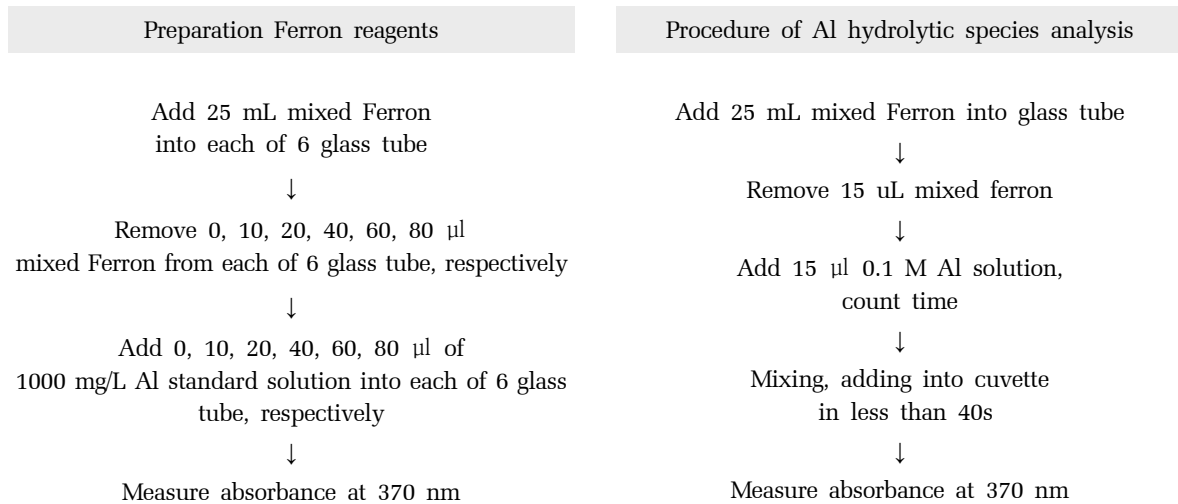 Preparation Ferron reagents
Add 25 mL mixed Ferron
into each of 6 glass tube
↓
Remove 0, 10, 20, 40, 60, 80 μl
mixed Ferron from each of 6 glass tube, respectively
↓
Add 0, 10, 20, 40, 60, 80 μl of
1000 mg/L Al standard solution into each of 6 glass
tube, respectively
↓
Measure absorbance at 370 nm
Procedure of Al hydrolytic species analysis
Add 25 mL mixed Ferron into glass tube
↓
Remove 15 uL mixed ferron
↓
Add 15 μl 0.1 M Al solution,
count time
↓
Mixing, adding into cuvette
in less than 40s
↓
Measure absorbance at 370 nm